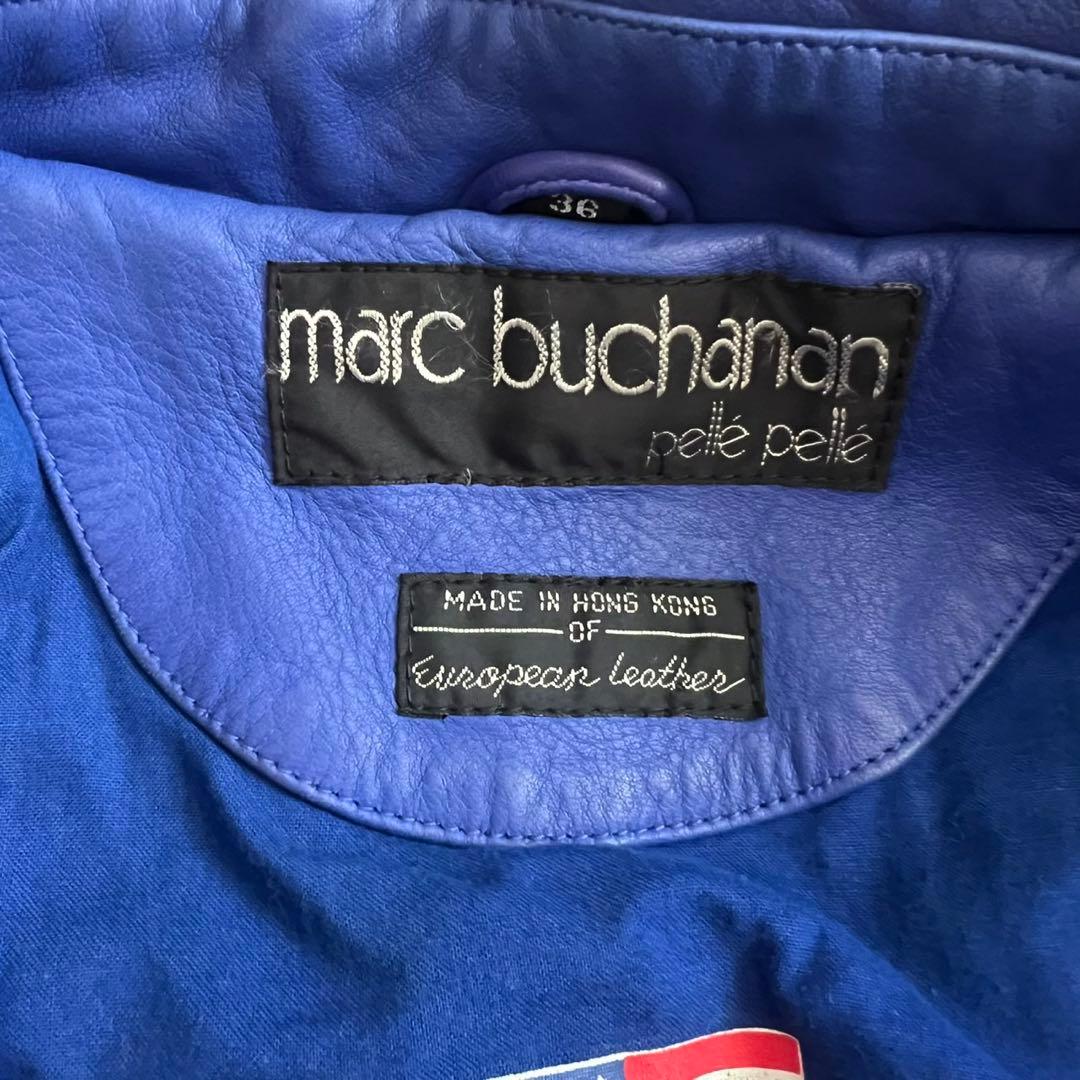 36
marc buchanan
pellé pellé
MADE IN HONG KONG
OF
European leather